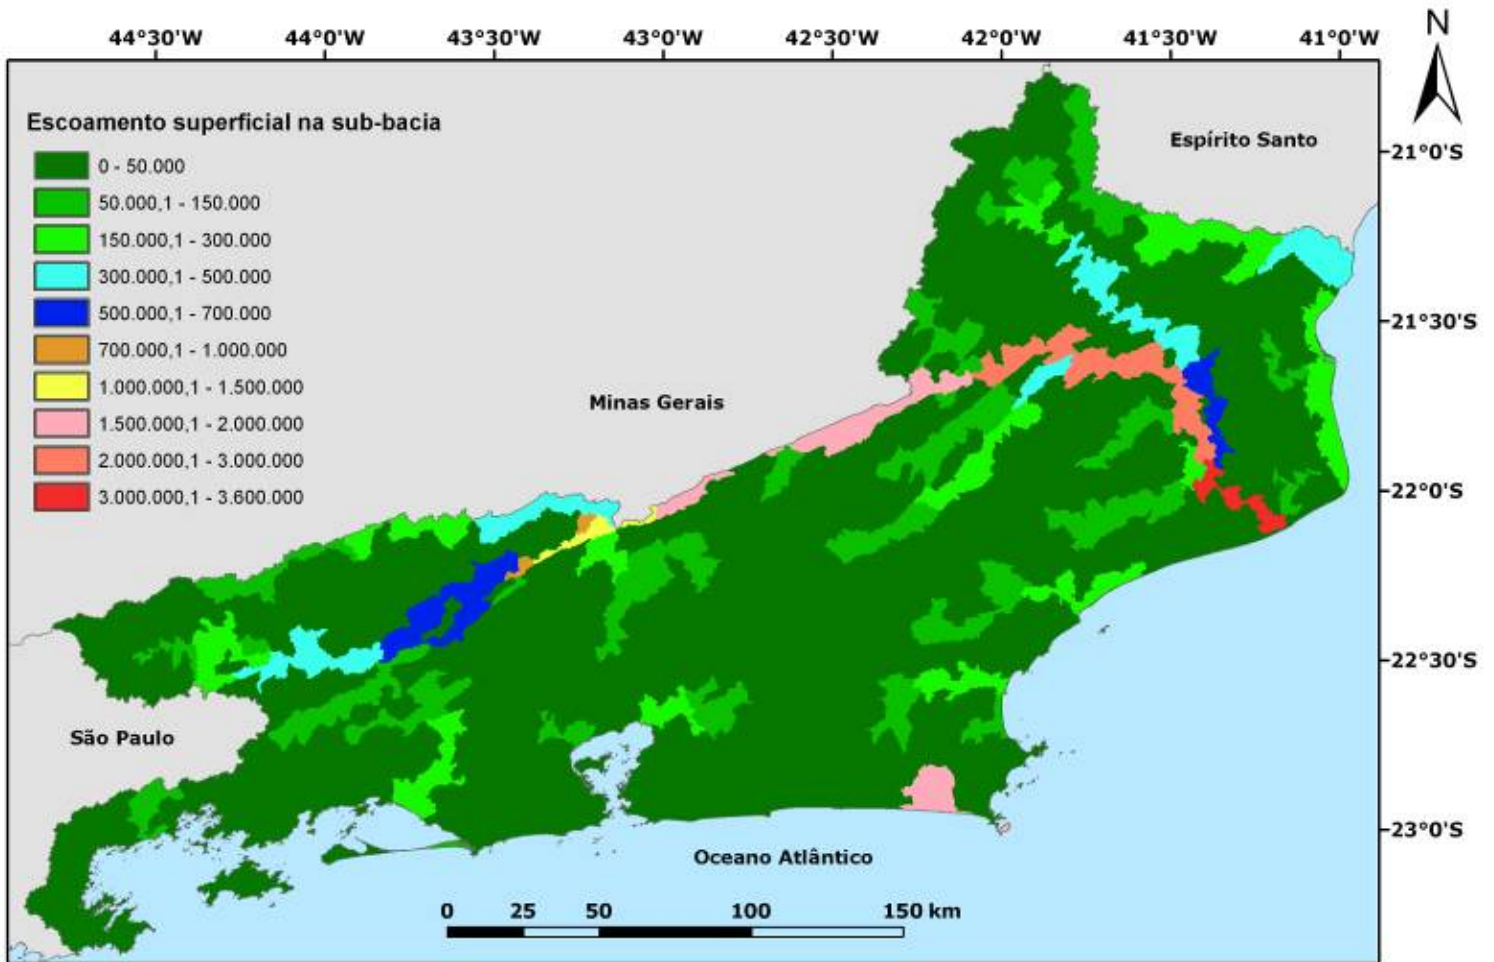 44°30'W 44°0'W 43°30'W 43°0'W 42°30'W 42°0'W 41°30'W 41°0'W
N
Escoamento superficial na sub-bacia
0 - 50.000
50.000,1 - 150.000
150.000,1 - 300.000
300.000,1 - 500.000
500.000,1 - 700.000
700.000,1 - 1.000.000
1.000.000,1 - 1.500.000
1.500.000,1 - 2.000.000
2.000.000,1 - 3.000.000
3.000.000,1 - 3.600.000
Espírito Santo
Minas Gerais
São Paulo
Oceano Atlântico
21°0'S
21°30'S
22°0'S
22°30'S
23°0'S
0 25 50 100 150 km